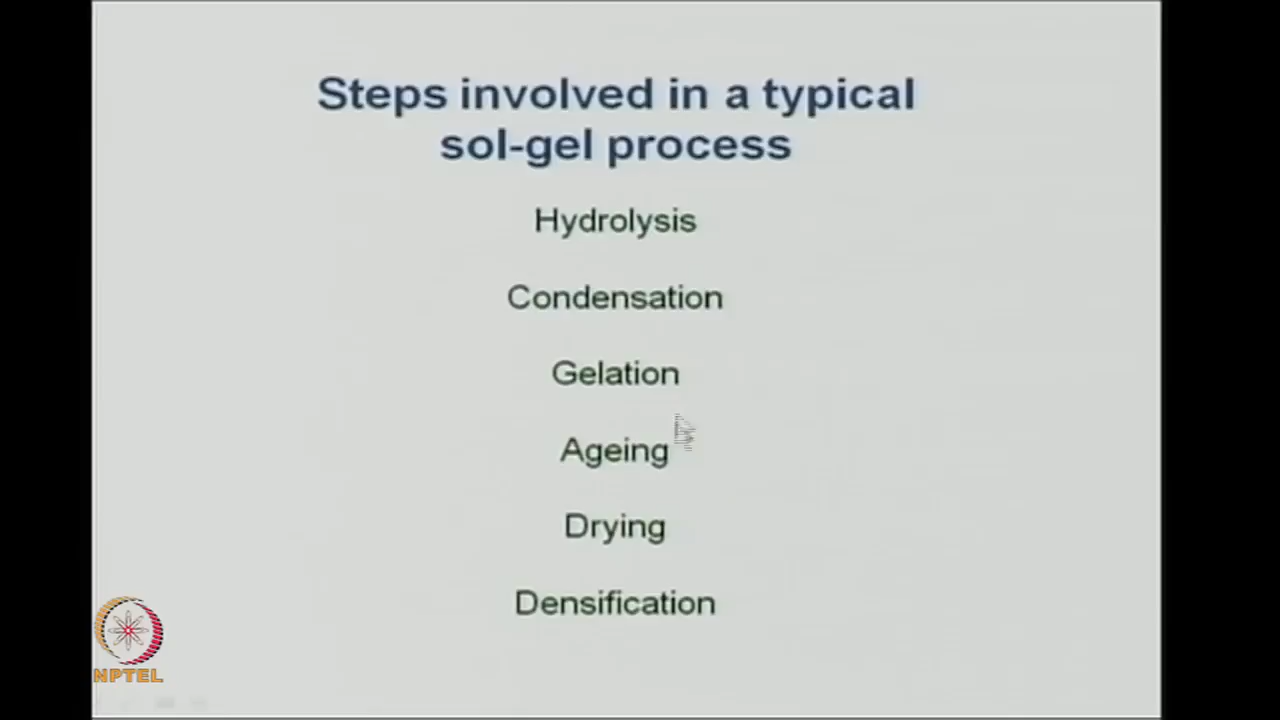 Steps involved in a typical
sol-gel process
Hydrolysis
Condensation
Gelation
Ageing
Drying
Densification
NPTEL